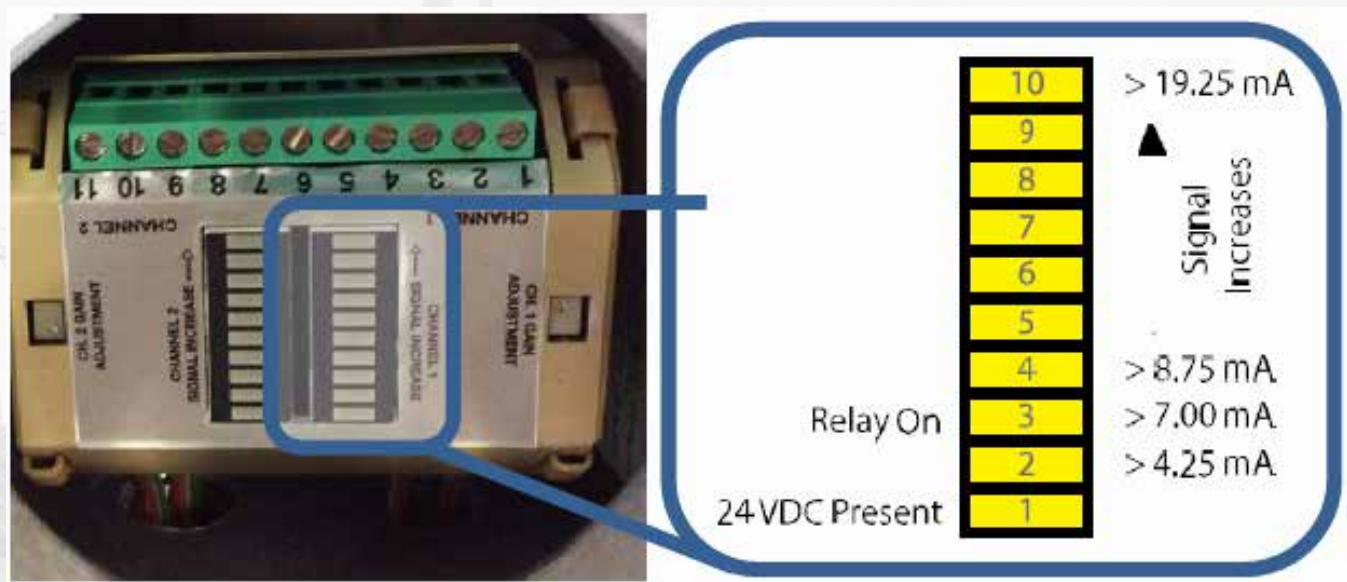 11 10 9 8 7 6 5 4 3 2 1
CHANNEL 2
CHANNEL 1
CH. 2 GAIN
ADJUSTMENT
CHANNEL 2
SIGNAL INCREASE
CHANNEL 1
SIGNAL INCREASE
CH. 1 GAIN
ADJUSTMENT
10 > 19.25 mA
9
8
7
6
5
Signal
Increases
4 > 8.75 mA
Relay On 3 > 7.00 mA
2 > 4.25 mA
24 VDC Present 1